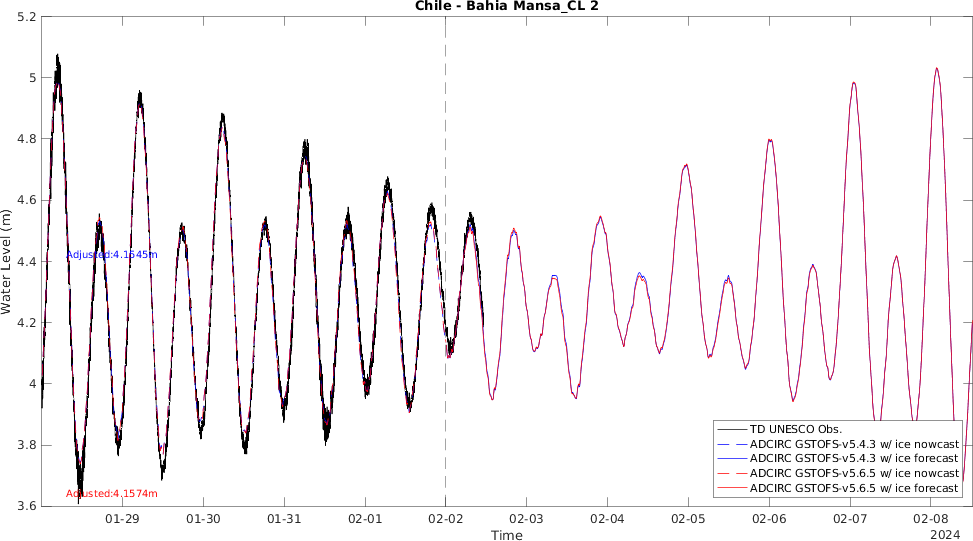 Chile - Bahia Mansa_CL 2
5.2
5
4.8
4.6
4.4
4.2
4
3.8
3.6
Water Level (m)
Adjusted:4.1645m
Adjusted:4.1574m
TD UNESCO Obs.
ADCIRC GSTOFS-v5.4.3 w/ ice nowcast
ADCIRC GSTOFS-v5.4.3 w/ ice forecast
ADCIRC GSTOFS-v5.6.5 w/ ice nowcast
ADCIRC GSTOFS-v5.6.5 w/ ice forecast
01-29 01-30 01-31 02-01 02-02 02-03 02-04 02-05 02-06 02-07 02-08
Time
2024